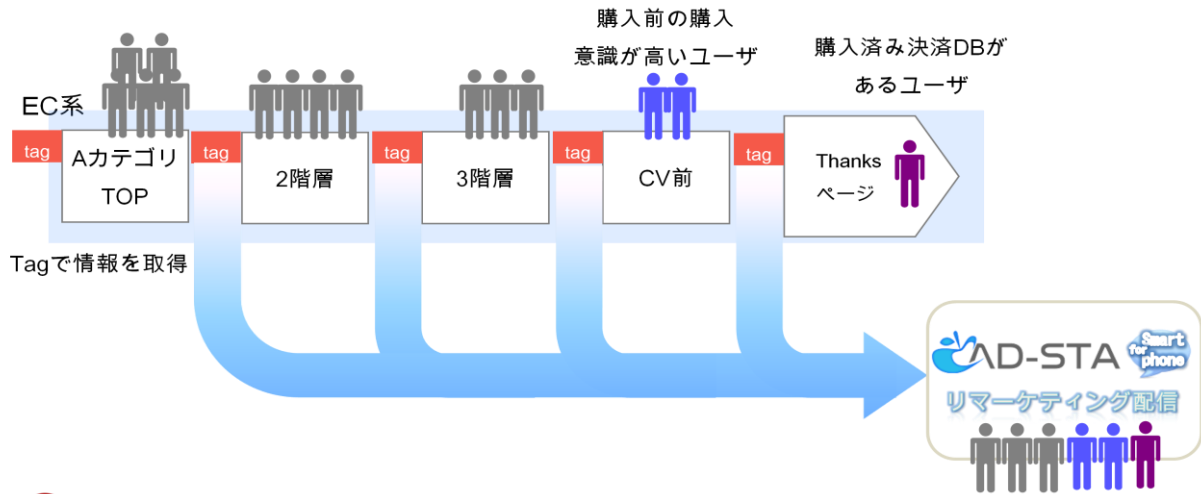 購入前の購入
意識が高いユーザ
購入済み決済DBが
あるユーザ
EC系
tag
Aカテゴリ
TOP
tag
2階層
tag
3階層
tag
CV前
tag
Thanks
ページ
Tagで情報を取得
AD-STA
for
Smart
phone
リマーケティング配信